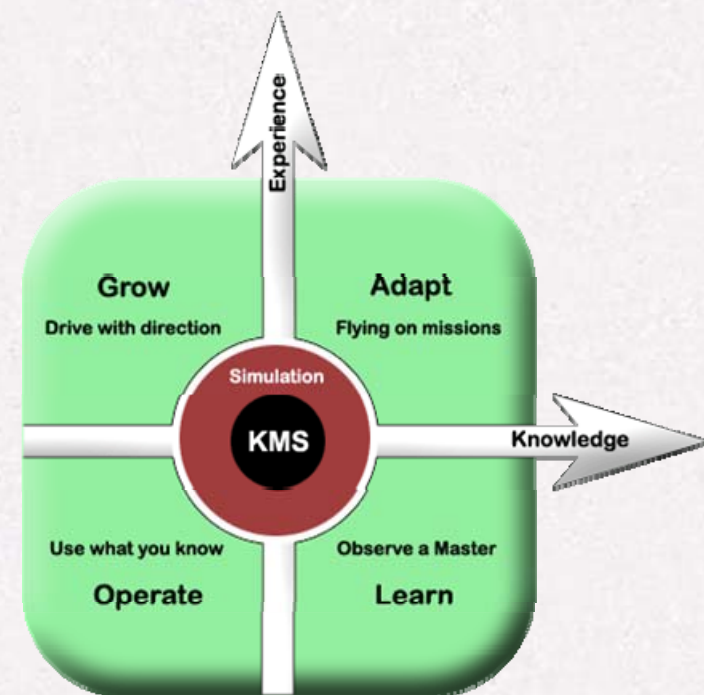 Experience
Grow
Adapt
Drive with direction
Flying on missions
Simulation
KMS
Knowledge
Use what you know
Observe a Master
Operate
Learn